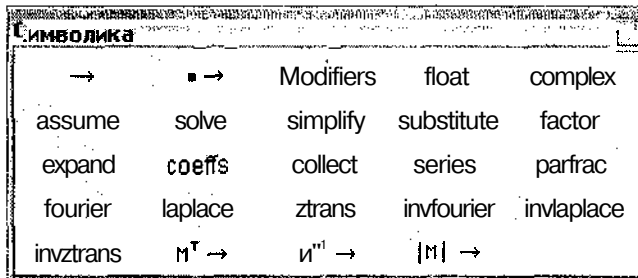 Символика
→ ▪ → Modifiers float complex
assume solve simplify substitute factor
expand coeffs collect series parfrac
fourier laplace ztrans invfourier invlaplace
invztrans Mᵀ → и"¹ → |M| →